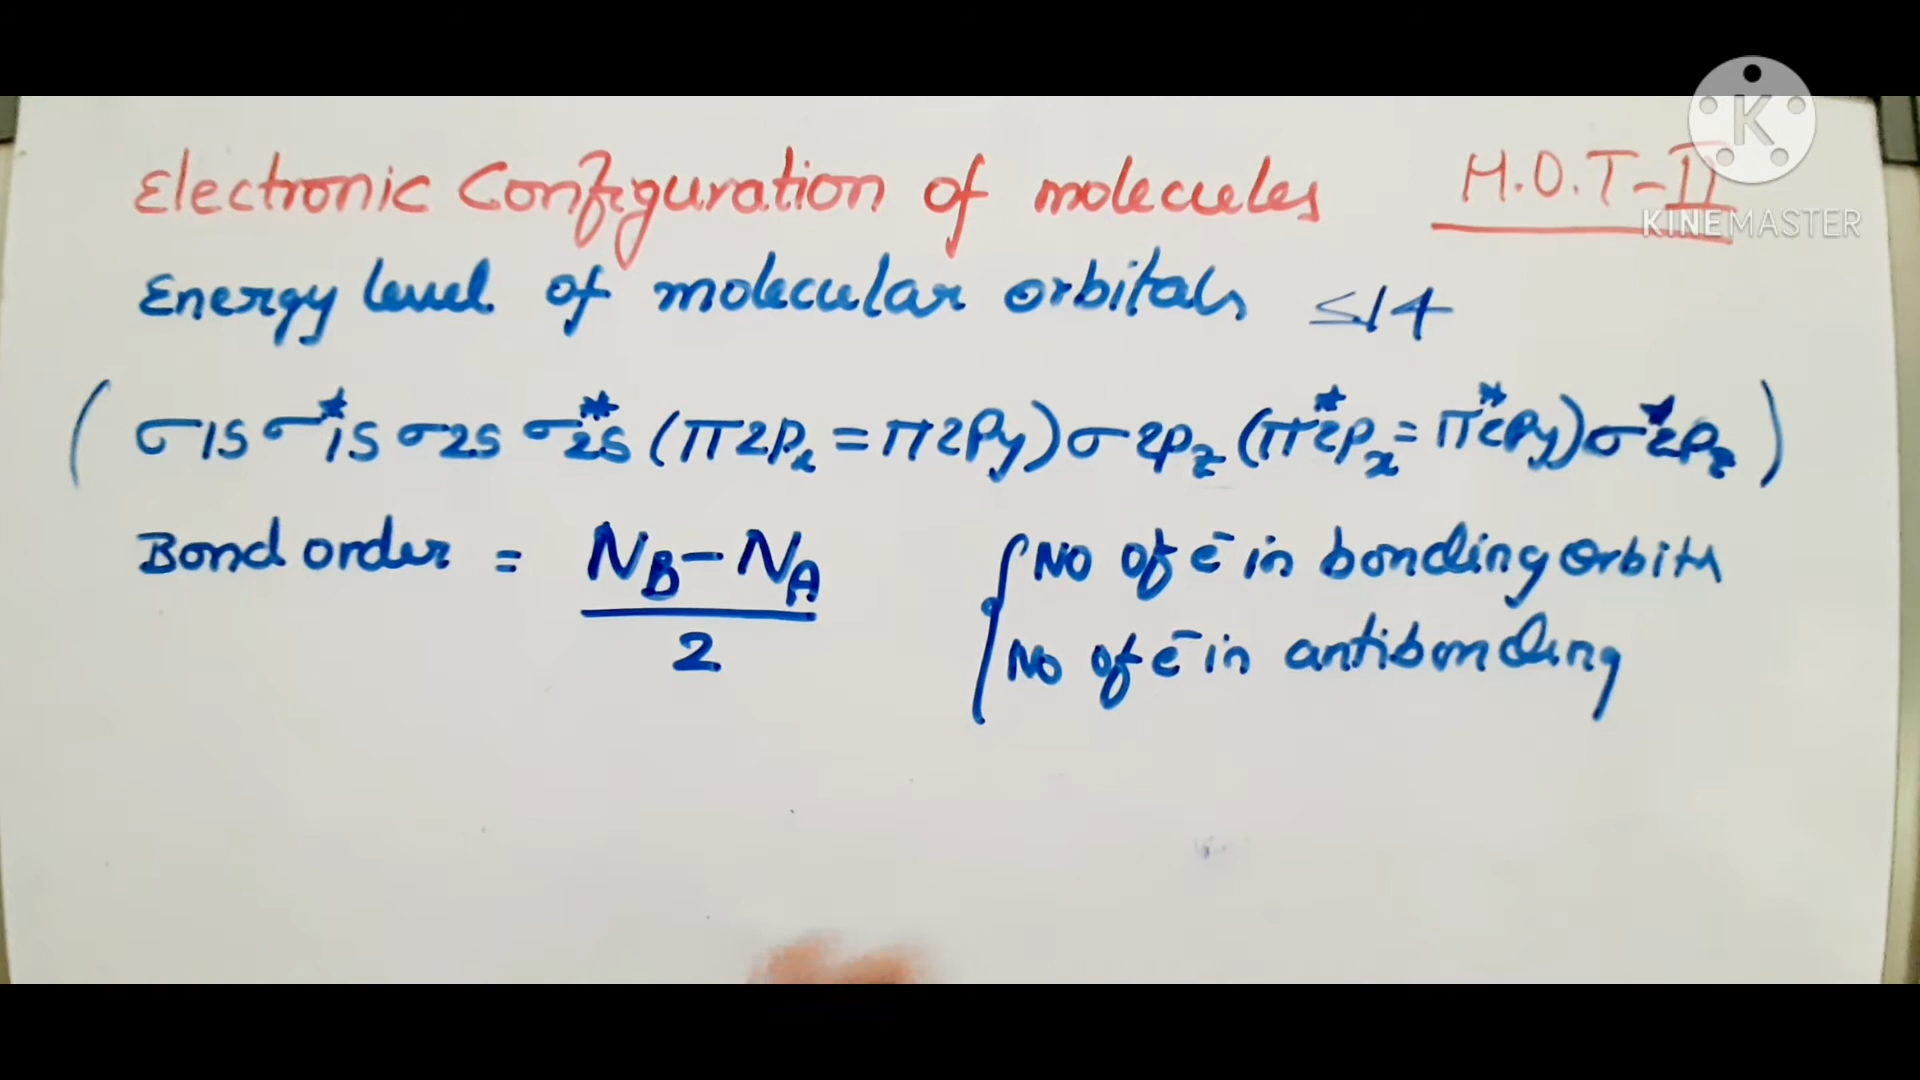 Electronic Configuration of molecules M.O.T-II
K
KINEMASTER
Energy level of molecular orbitals ≤14
( σ1s σ*1s σ2s σ*2s (π2px = π2py) σ2pz (π*2px = π*2py) σ*2pz )
Bond order = NB-NA / 2
{ No of e- in bonding orbitals
No of e- in antibonding